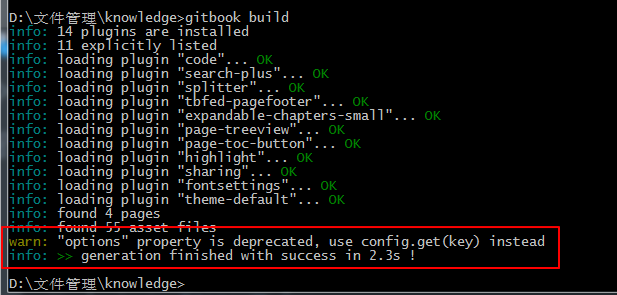 D:\文件管理\knowledge>gitbook build
info: 14 plugins are installed
info: 11 explicitly listed
info: loading plugin "code"... OK
info: loading plugin "search-plus"... OK
info: loading plugin "splitter"... OK
info: loading plugin "tbfed-pagefooter"... OK
info: loading plugin "expandable-chapters-small"... OK
info: loading plugin "page-treeview"... OK
info: loading plugin "page-toc-button"... OK
info: loading plugin "highlight"... OK
info: loading plugin "sharing"... OK
info: loading plugin "fontsettings"... OK
info: loading plugin "theme-default"... OK
info: found 4 pages
info: found 55 asset files
warn: "options" property is deprecated, use config.get(key) instead
info: >> generation finished with success in 2.3s !
D:\文件管理\knowledge>